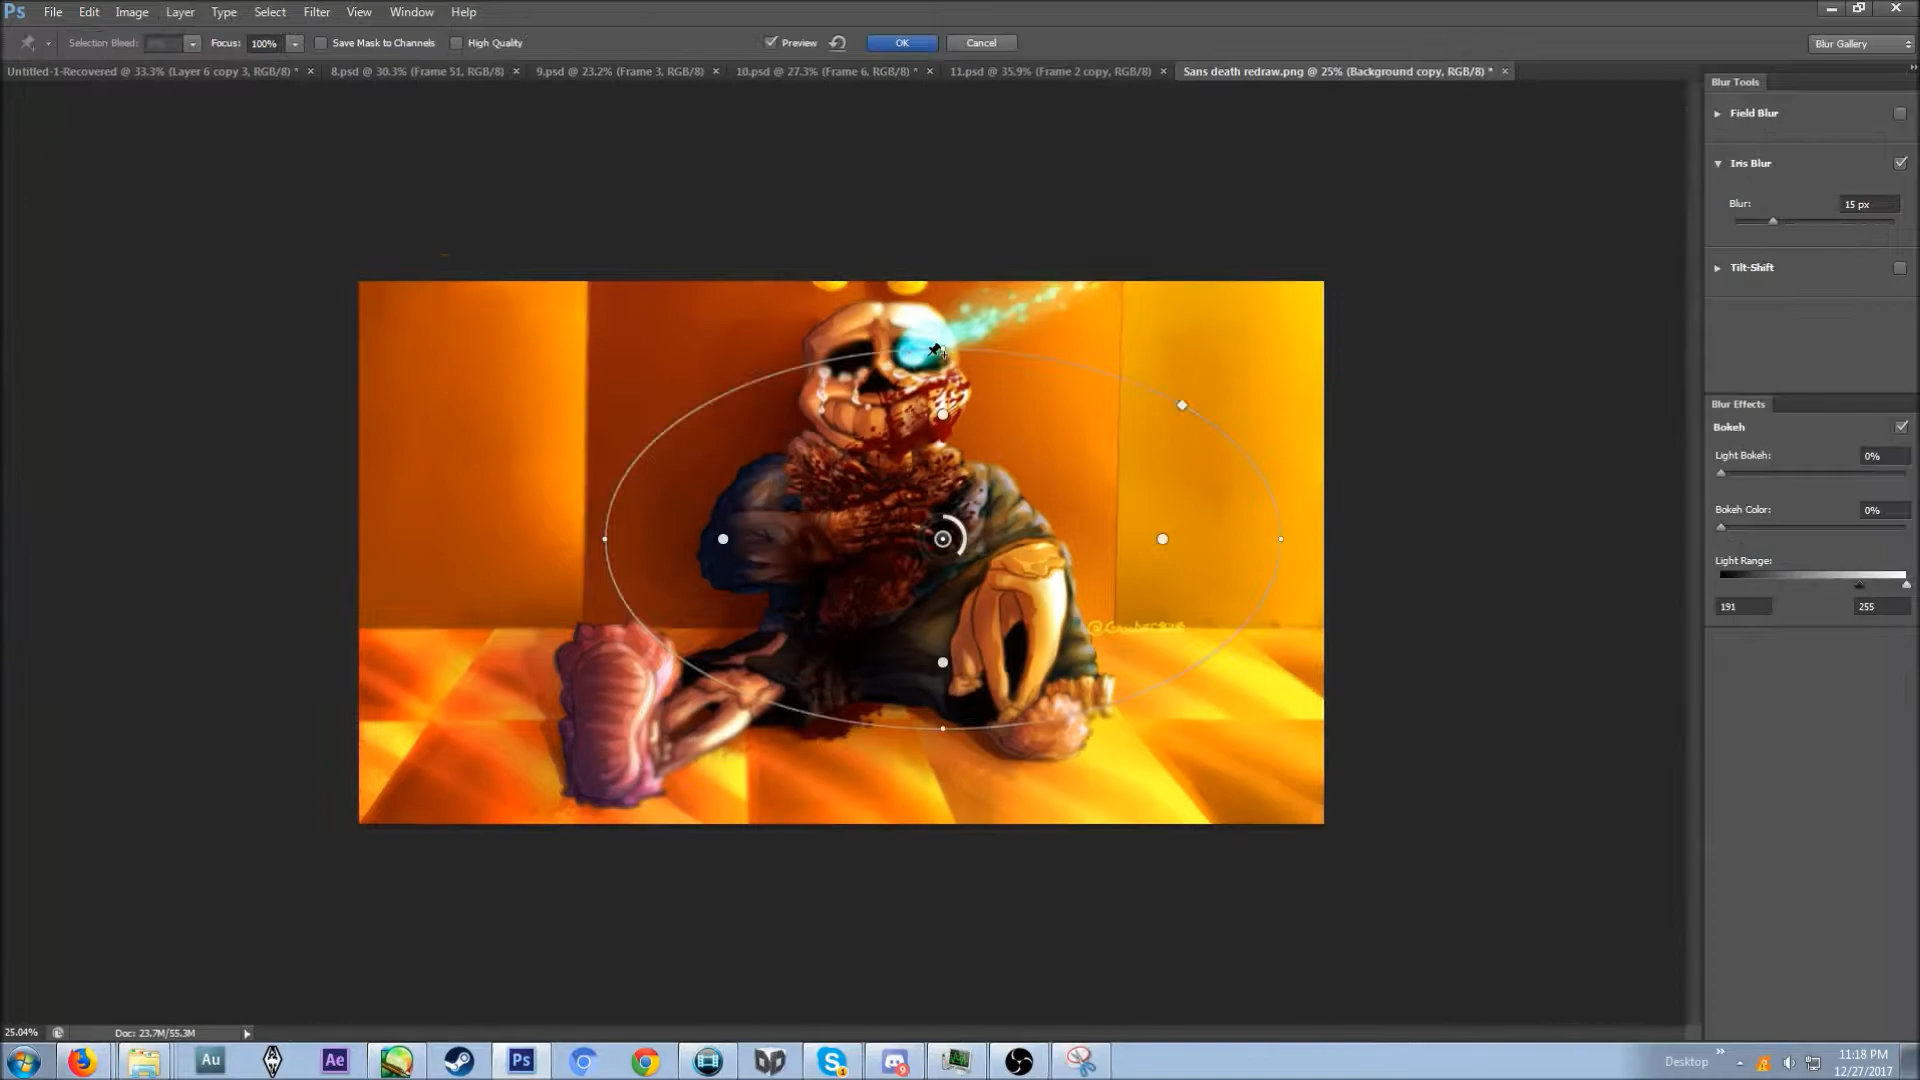 Ps File Edit Image Layer Type Select Filter View Window Help
Selection Bleed: Focus: 100% Save Mask to Channels High Quality Preview OK Cancel Blur Gallery
Untitled-1-Recovered @ 33.3% (Layer 6 copy 3, RGB/8) * × 8.psd @ 30.3% (Frame 51, RGB/8) × 9.psd @ 23.2% (Frame 3, RGB/8) × 10.psd @ 27.3% (Frame 6, RGB/8) * × 11.psd @ 35.9% (Frame 2 copy, RGB/8) × Sans death redraw.png @ 25% (Background copy, RGB/8) * ×
Blur Tools
Field Blur
Iris Blur
Blur: 15 px
Tilt-Shift
Blur Effects
Bokeh
Light Bokeh: 0%
Bokeh Color: 0%
Light Range:
191 255
25.04% Doc: 23.7M/55.3M
Au Ae Ps S 1 9 Desktop » 11:18 PM
12/27/2017